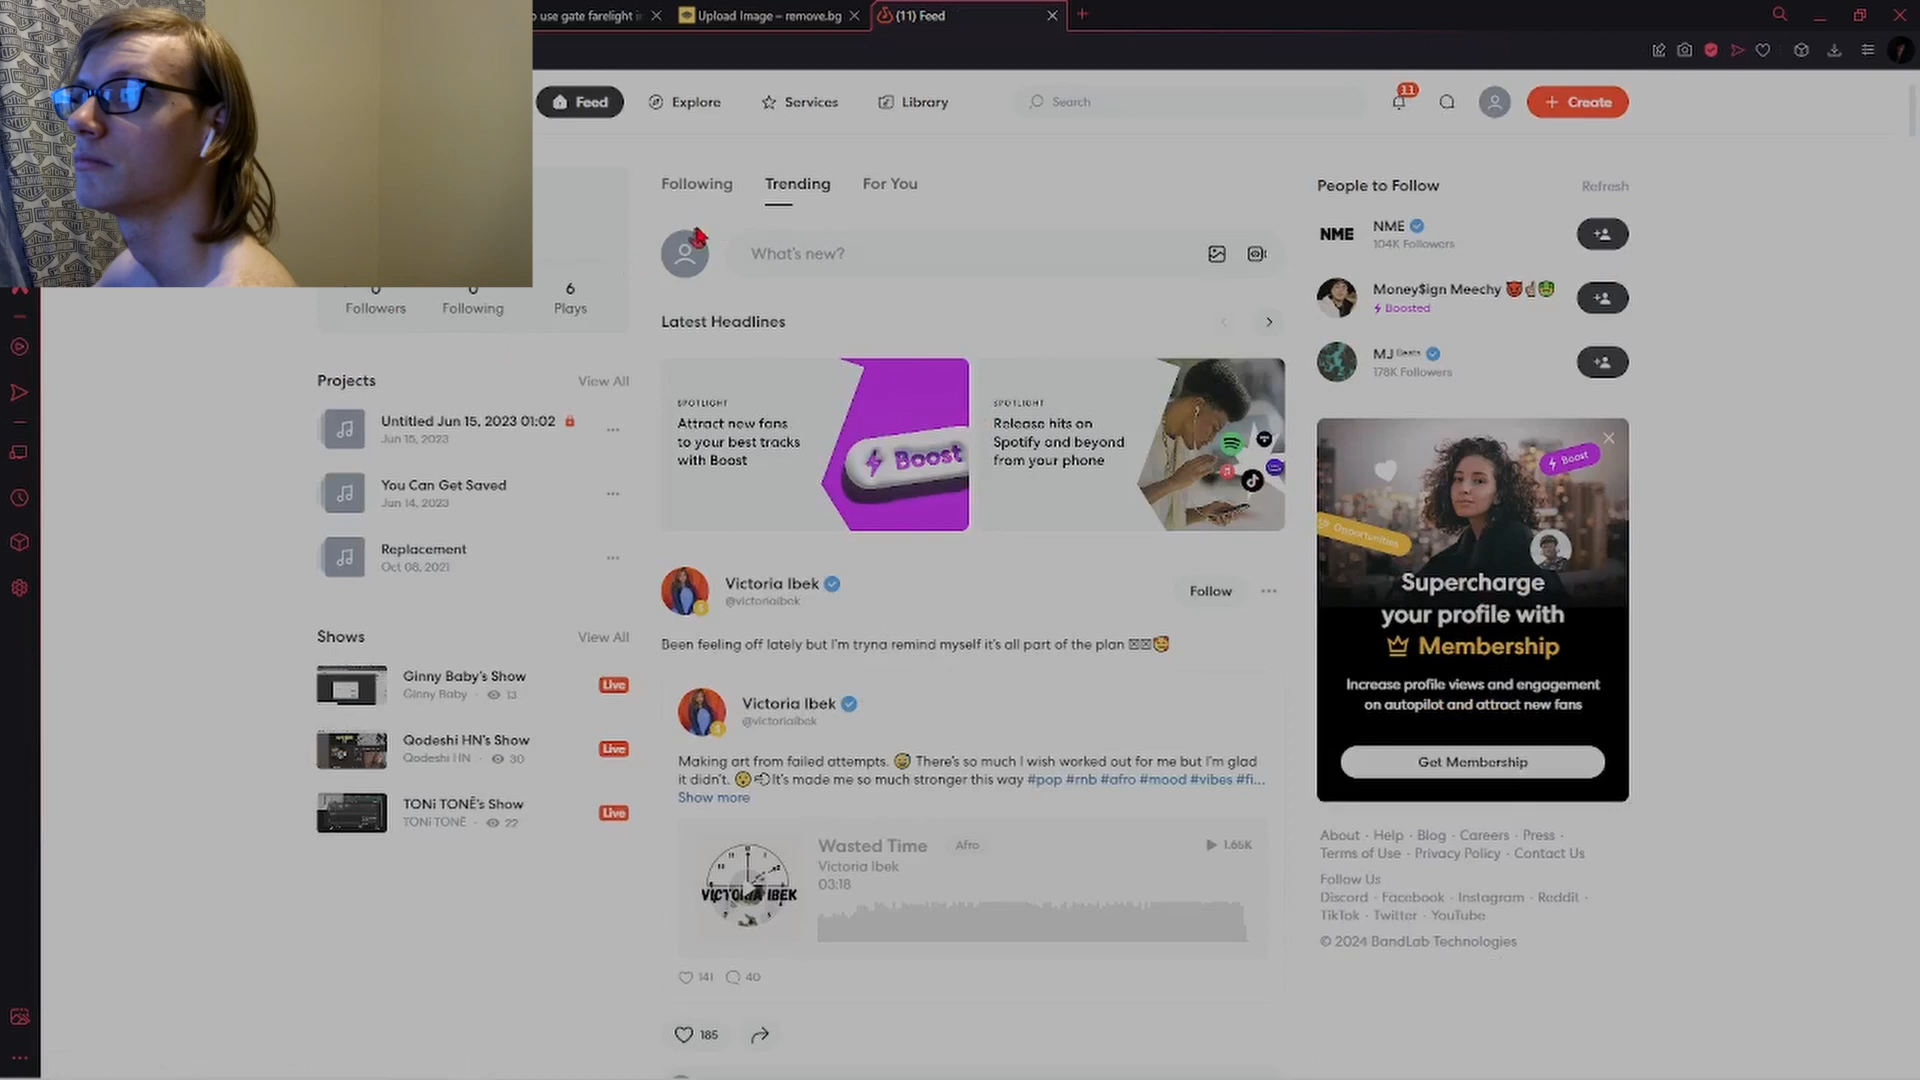 o use gate farelight in
Upload Image – remove.bg
(11) Feed
Feed
Explore
Services
Library
Search
11
Create
Following
Trending
For You
What's new?
Followers
Following
6
Plays
Latest Headlines
Projects
View All
Untitled Jun 15, 2023 01:02
Jun 15, 2023
You Can Get Saved
Jun 14, 2023
Replacement
Oct 08, 2021
Shows
View All
Ginny Baby's Show
Ginny Baby · 13
Live
Qodeshi HN's Show
Qodeshi HN · 30
Live
TONi TONĒ's Show
TONi TONĒ · 22
Live
SPOTLIGHT
Attract new fans
to your best tracks
with Boost
Boost
SPOTLIGHT
Release hits on
Spotify and beyond
from your phone
Victoria Ibek
@victoriaibek
Follow
Been feeling off lately but I'm tryna remind myself it's all part of the plan
Victoria Ibek
@victoriaibek
Making art from failed attempts. 😅 There's so much I wish worked out for me but I'm glad
it didn't. It's made me so much stronger this way #pop #rnb #afro #mood #vibes #fi...
Show more
Wasted Time
Afro
1.65K
Victoria Ibek
03:18
VICTORIA IBEK
141
40
185
People to Follow
Refresh
NME
NME
104K Followers
Money$ign Meechy
Boosted
MJ Beats
178K Followers
Boost
Opportunities
Supercharge
your profile with
Membership
Increase profile views and engagement
on autopilot and attract new fans
Get Membership
About · Help · Blog · Careers · Press ·
Terms of Use · Privacy Policy · Contact Us
Follow Us
Discord · Facebook · Instagram · Reddit ·
TikTok · Twitter · YouTube
© 2024 BandLab Technologies